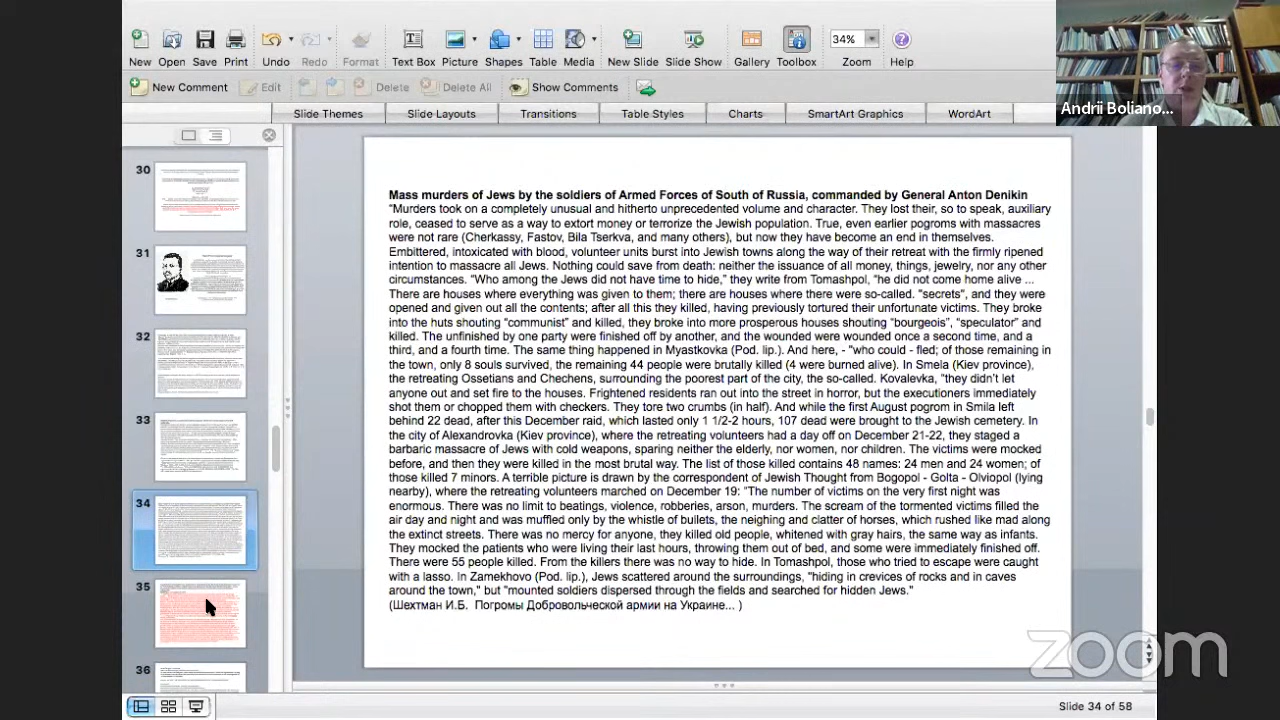 New Open Save Print Undo Redo Format Text Box Picture Shapes Table Media New Slide Slide Show Gallery Toolbox Zoom Help
34%
New Comment Edit Delete Delete All Show Comments
Slide Themes Slide Layouts Transitions Table Styles Charts SmartArt Graphics WordArt
Andrii Boliano...
30
31
32
33
34
35
36
Mass murders of Jews by the soldiers of Armed Forces of South of Russia, commanded by General Anton Denikin
"Murders took on a completely unusual and hitherto unprecedented volume and character. They lost their, so to speak, auxiliary
role, ceased to serve as a way to extort money or terrorize the Jewish population. True, even earlier pogroms with massacres
were not rare (Cherkassy, Fastov, Bila Tserkva, and many others), but now they have become an end in themselves.
Embittered, intoxicated with blood, volunteer units burst into Jewish towns along the way of their retreat with the firmly ripened
intention to massacre all Jews. Nothing could save from death: neither the issuance of all money, things, jewelry, nor any other
circumstances. "Who among the Jews did not have time to hide," they write from Tomashpol, "he did not come home alive ...
There are houses where everything was given to them; there are houses where there were so-called. "secrets", and they were
opened and given out all the contents; after all this they killed, having previously tortured their unfortunate victims. They broke
into the huts shouting "communist" and killed, they broke into more prosperous houses shouting "bourgeois", "speculator" and
killed. The unfinished by one party were finished off by another, and the wounded were wounded once a second time, and a
third, and a forth time. The same thing happened in Myastkovka (Pod. lip.). And here, - "who could - fled; of those remaining in
the town, only 8 souls survived, the remaining 44 people were brutally killed (4 were burned alive). In Smela (Kiev province),
the retreating Ossetians and Chechens, surrounding the poorest part of the city, the so-called. Kovalevka, "they didn't let
anyone out and set fire to the houses. Frightened residents ran out into the street in horror, but the executioners immediately
shot them or chopped them with checkers. They tore two crumbs (in half). And while the first August pogrom in Smila left
behind 22 dead, after this December raid, which lasted only 1 1/2-2 hours, 107 dead were brought to the Jewish cemetery. In
the city of Alexandrovka (Kiev province), where the retreating volunteers had a day off on December 21-22, they staged a
barbaric massacre of Jews with cold weapons, sparing neither the elderly, nor women, nor children. The victims were mocked
before, and then they were killed in the most brutal way. The list of those killed contains 48 names: 24 men and 24 women; of
those killed 7 minors. A terrible picture is drawn by the correspondent of Jewish Thought from Bogopol - Golta - Olviopol (lying
nearby), where the retreating volunteers marched on December 19: "The number of victims on the very first night was
enormous. There was no limit to beatings, violence, robberies, arson, murders. The scream of the tormented victims filled the
air day and night and was muffled only by the whistle of bullets, the neighing and clatter of horses, which rushed like mad along
the extinct streets. There was no mercy for anyone, they killed old people, whitened with gray hairs, the same way as infants.
They mocked the patients who were living their last hours, throwing them out of bed, and some were immediately finished off.
There were 55 people killed. From the killers there was no way to hide. In Tomashpol, those who tried to escape were caught
with a lasso. In Zamekhovo (Pod. lip.), Jews scattered around the surroundings, "hiding in crevices of rocks and in caves
around the town," but "mounted soldiers dispersed through the fields and searched for hidden Jews."
(Шехтман И.Б. Погромы Добровольческой армии на Украине... )
zoom
Slide 34 of 58